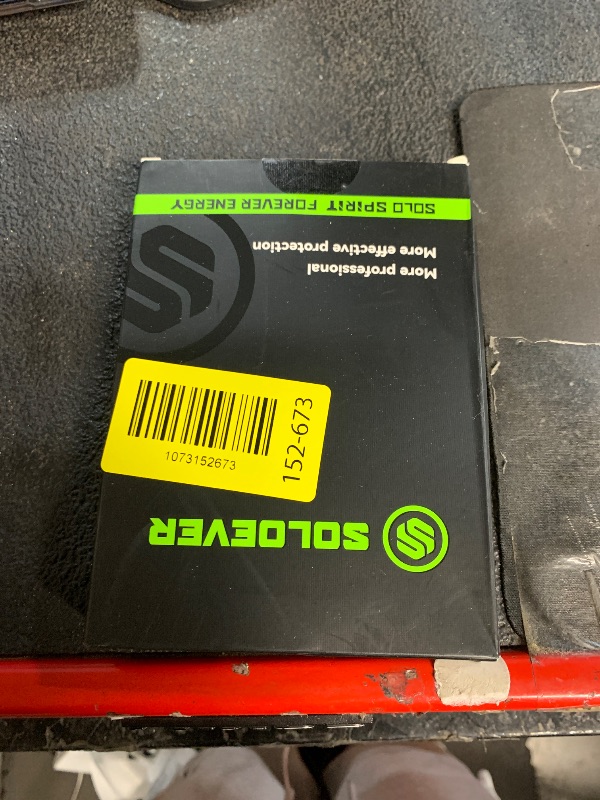 SOLOEVER
More professional
More effective protection
SOLO SPIRIT FOREVER ENERGY
1073152673
152-673